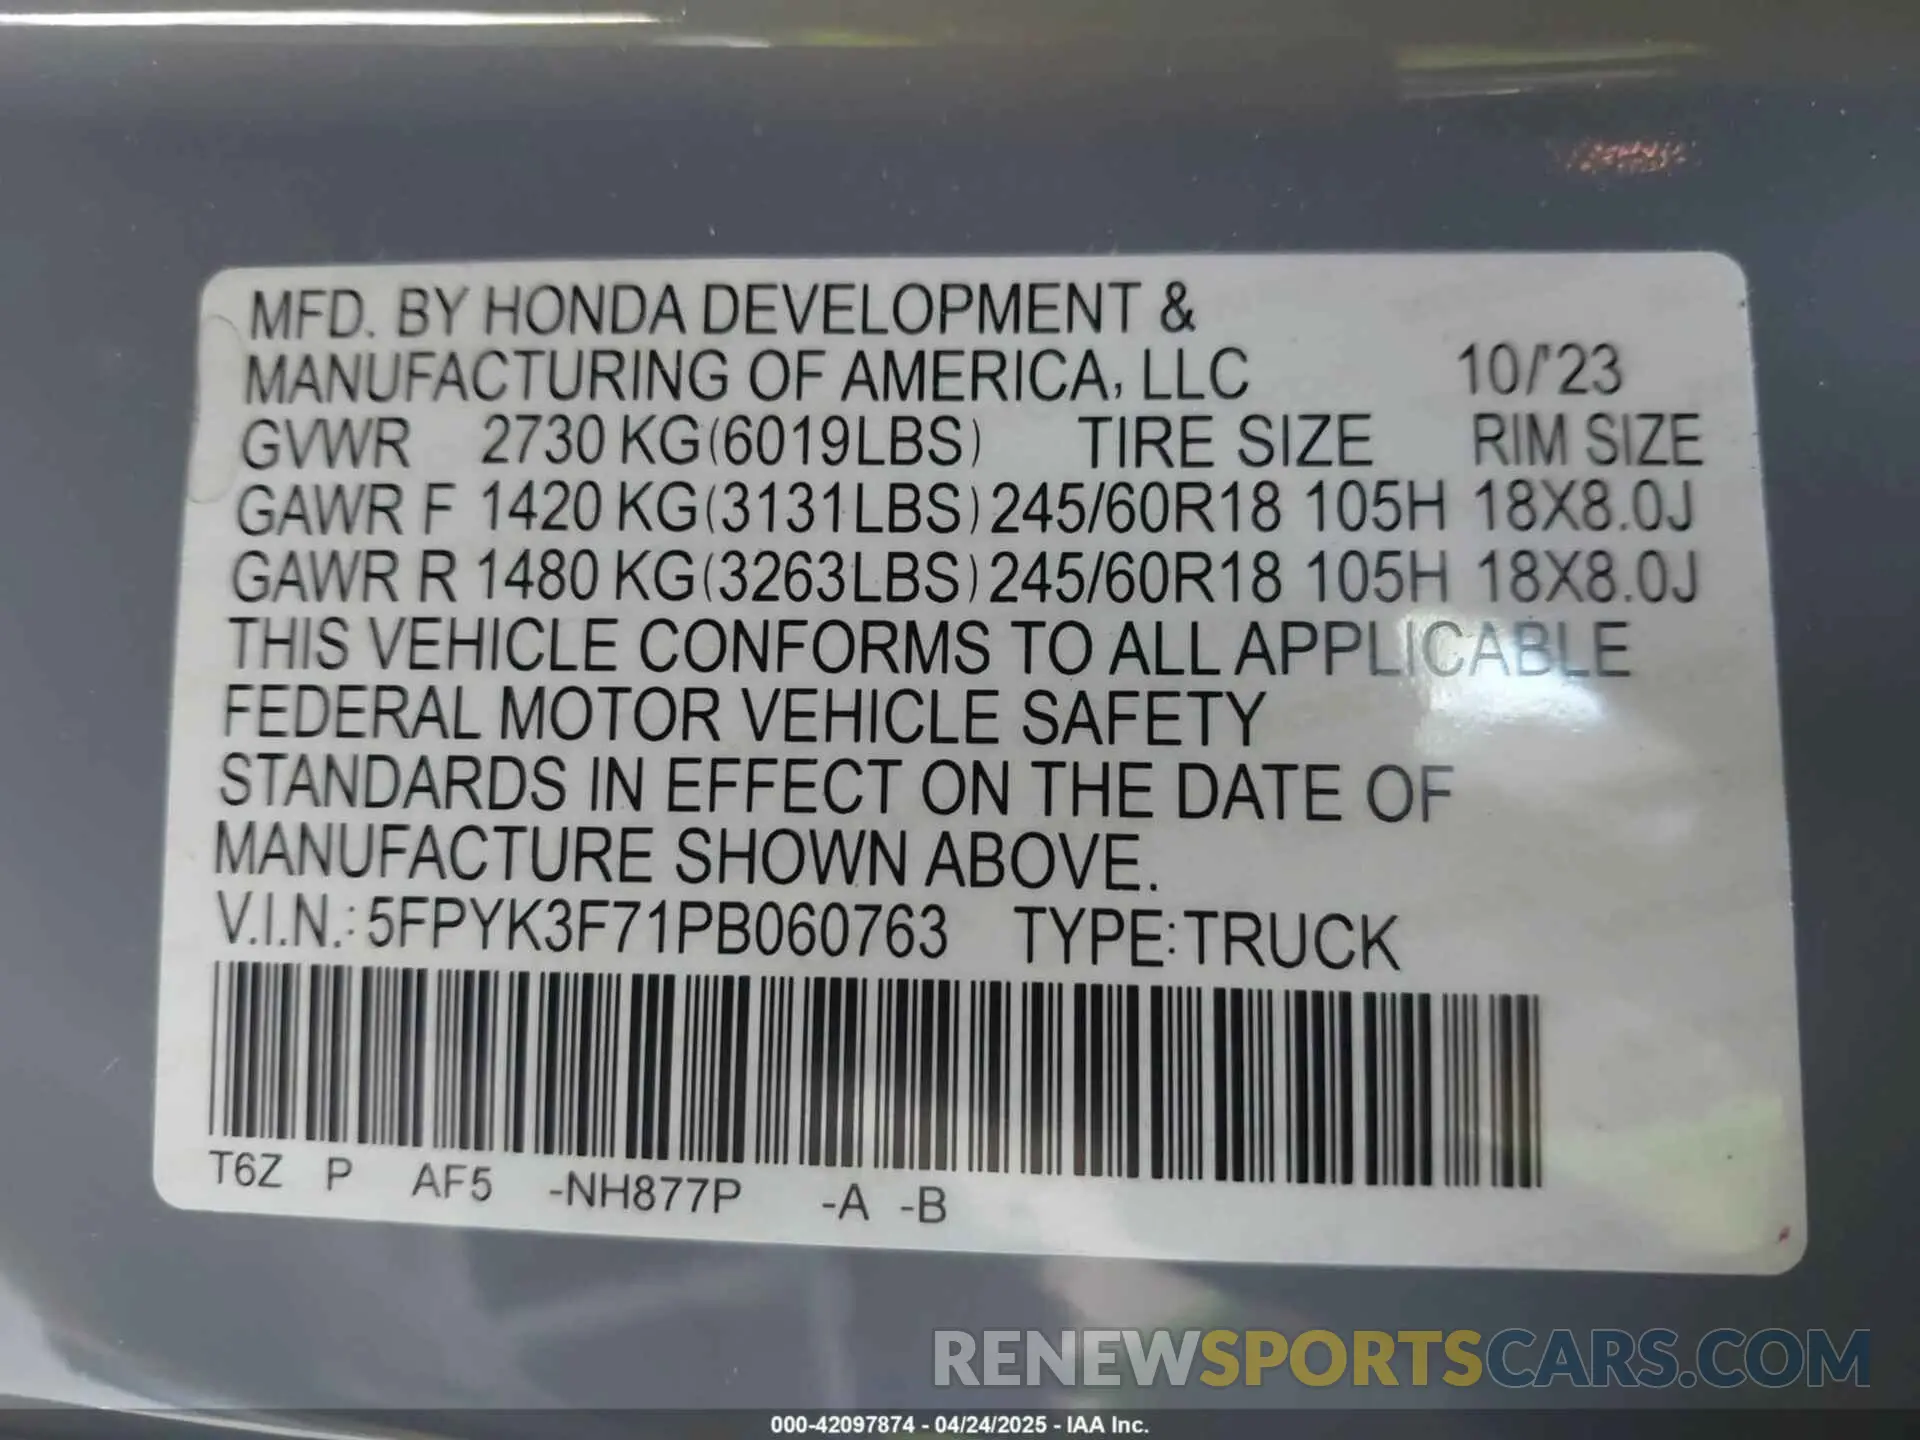 MFD. BY HONDA DEVELOPMENT &
MANUFACTURING OF AMERICA, LLC 10/'23
GVWR 2730 KG(6019LBS) TIRE SIZE RIM SIZE
GAWR F 1420 KG(3131LBS) 245/60R18 105H 18X8.0J
GAWR R 1480 KG(3263LBS) 245/60R18 105H 18X8.0J
THIS VEHICLE CONFORMS TO ALL APPLICABLE
FEDERAL MOTOR VEHICLE SAFETY
STANDARDS IN EFFECT ON THE DATE OF
MANUFACTURE SHOWN ABOVE.
V.I.N.: 5FPYK3F71PB060763 TYPE:TRUCK
T6Z P AF5 -NH877P -A -B
RENEWSPORTSCARS.COM
000-42097874 - 04/24/2025 - IAA Inc.